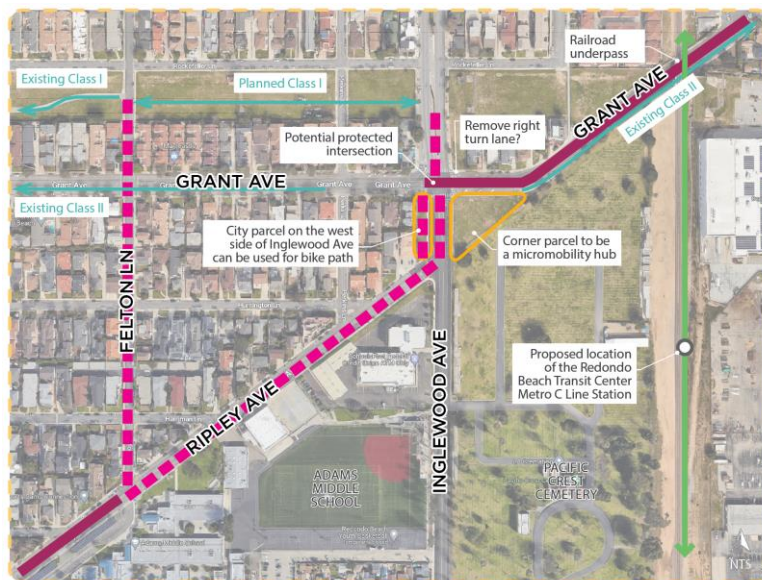 Railroad
underpass
Existing Class I
Planned Class I
GRANT AVE
Existing Class II
Remove right
turn lane?
Potential protected
intersection
Grant Ave
GRANT AVE
Grant Ave
Grant Ave
Existing Class II
City parcel on the west
side of Inglewood Ave
can be used for bike path
Corner parcel to be
a micromobility hub
FELTON LN
Proposed location
of the Redondo
Beach Transit Center
Metro C Line Station
RIPLEY AVE
INGLEWOOD AVE
ADAMS
MIDDLE
SCHOOL
PACIFIC
CREST
CEMETERY
Adams Middle School
NTS